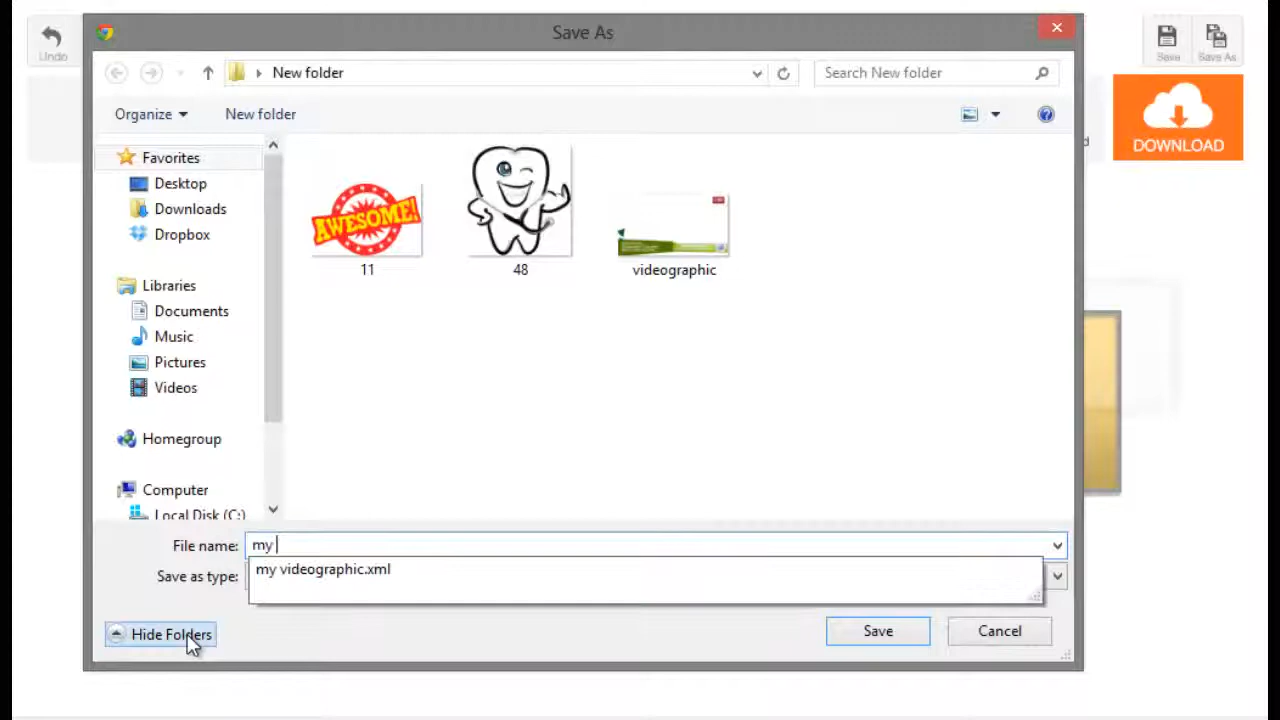 Save As
Undo
Save
Save As
New folder
Search New folder
Organize
New folder
DOWNLOAD
d
Favorites
Desktop
Downloads
Dropbox
Libraries
Documents
Music
Pictures
Videos
Homegroup
Computer
Local Disk (C:)
AWESOME!
11
48
videographic
File name: my
my videographic.xml
Save as type:
Hide Folders
Save
Cancel